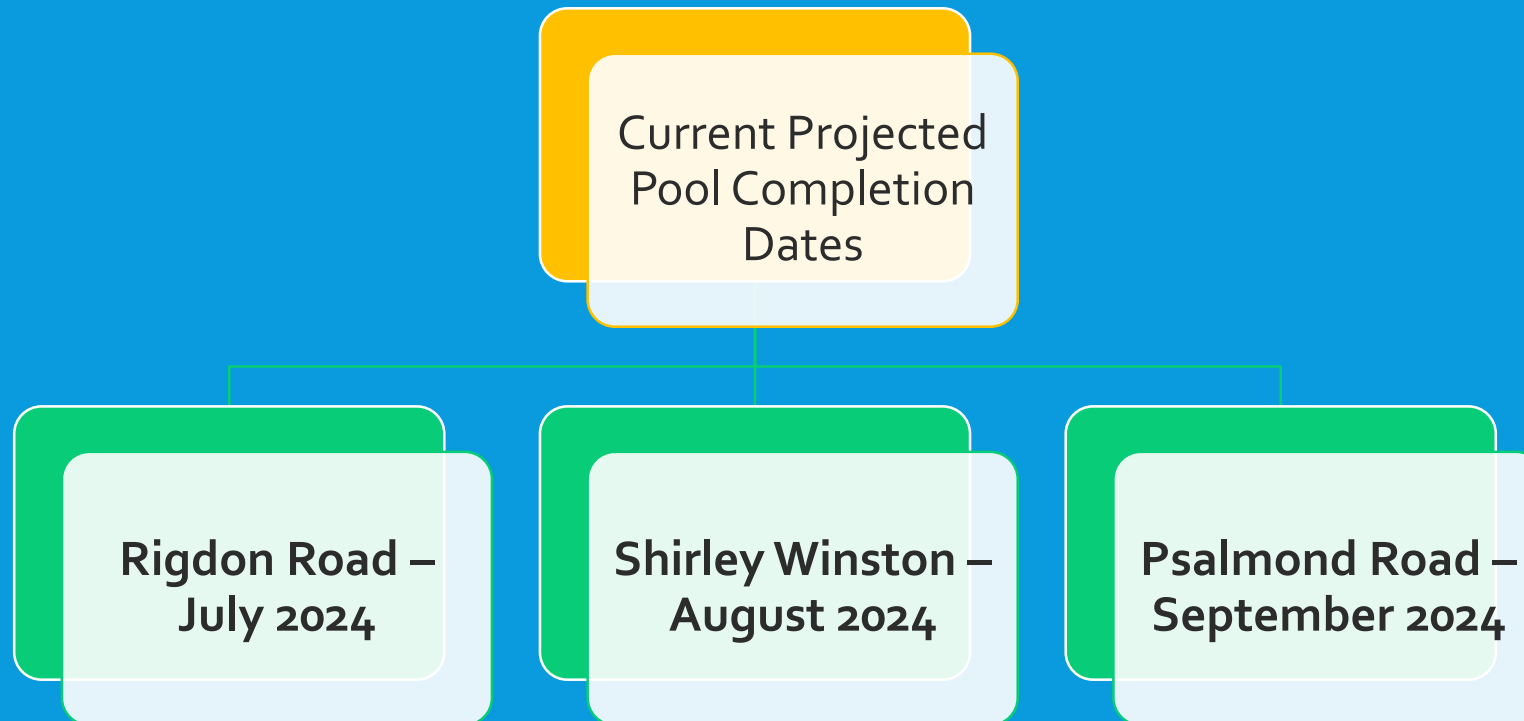 Current Projected
Pool Completion
Dates
Rigdon Road –
July 2024
Shirley Winston –
August 2024
Psalmond Road –
September 2024